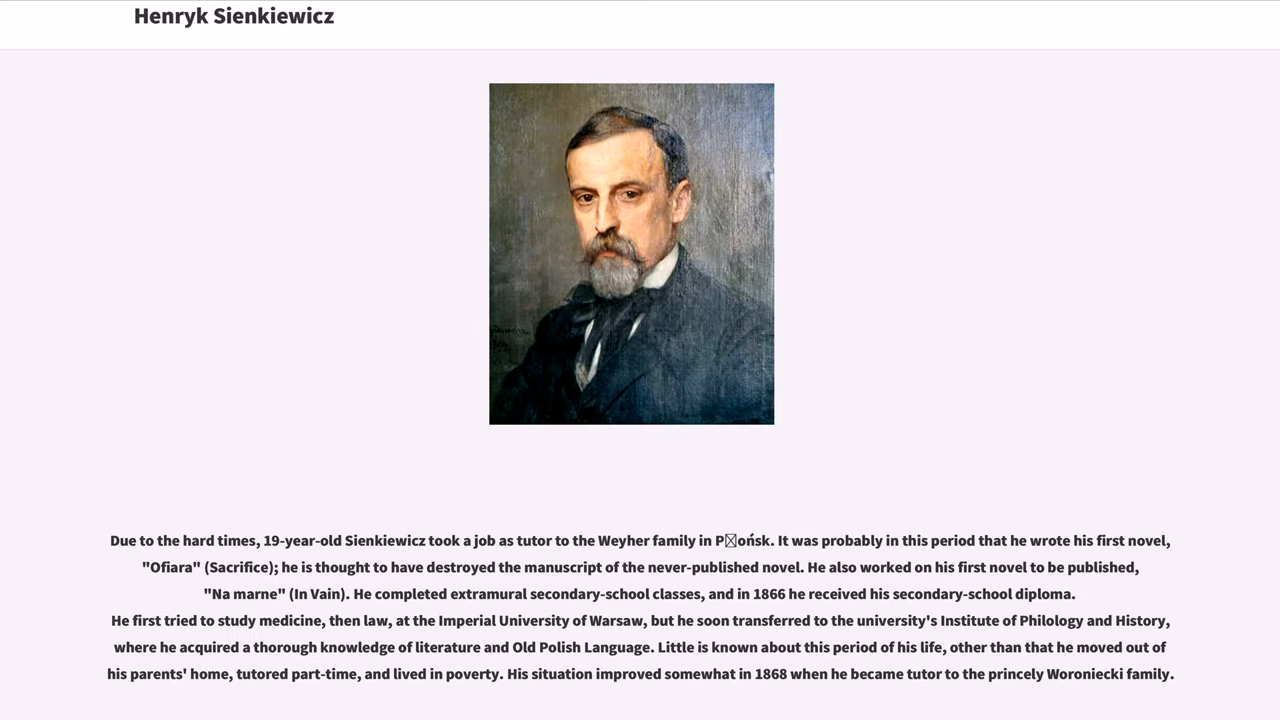 Henryk Sienkiewicz
Due to the hard times, 19-year-old Sienkiewicz took a job as tutor to the Weyher family in P⌧ońsk. It was probably in this period that he wrote his first novel,
"Ofiara" (Sacrifice); he is thought to have destroyed the manuscript of the never-published novel. He also worked on his first novel to be published,
"Na marne" (In Vain). He completed extramural secondary-school classes, and in 1866 he received his secondary-school diploma.
He first tried to study medicine, then law, at the Imperial University of Warsaw, but he soon transferred to the university's Institute of Philology and History,
where he acquired a thorough knowledge of literature and Old Polish Language. Little is known about this period of his life, other than that he moved out of
his parents' home, tutored part-time, and lived in poverty. His situation improved somewhat in 1868 when he became tutor to the princely Woroniecki family.